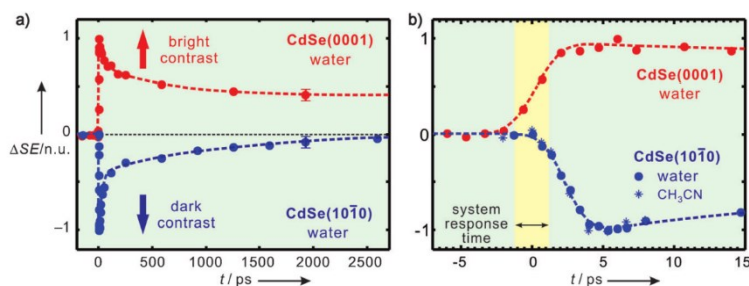 a)
1
bright
contrast
CdSe(0001)
water
0
ΔSE/n.u.
dark
contrast
CdSe(101̄0)
water
−1
0 500 1000 1500 2000 2500
t / ps
b)
1
CdSe(0001)
water
0
CdSe(101̄0)
water
CH₃CN
system
response
time
-1
-5 0 5 10 15
t / ps